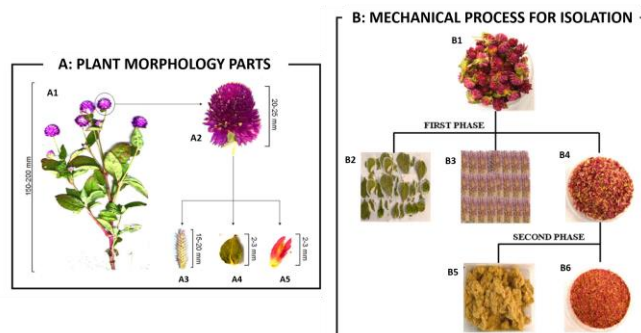 A: PLANT MORPHOLOGY PARTS
A1
150-200 mm
A2
20-25 mm
15-20 mm
2-3 mm
2-3 mm
A3
A4
A5
B: MECHANICAL PROCESS FOR ISOLATION
B1
FIRST PHASE
B2
B3
B4
SECOND PHASE
B5
B6